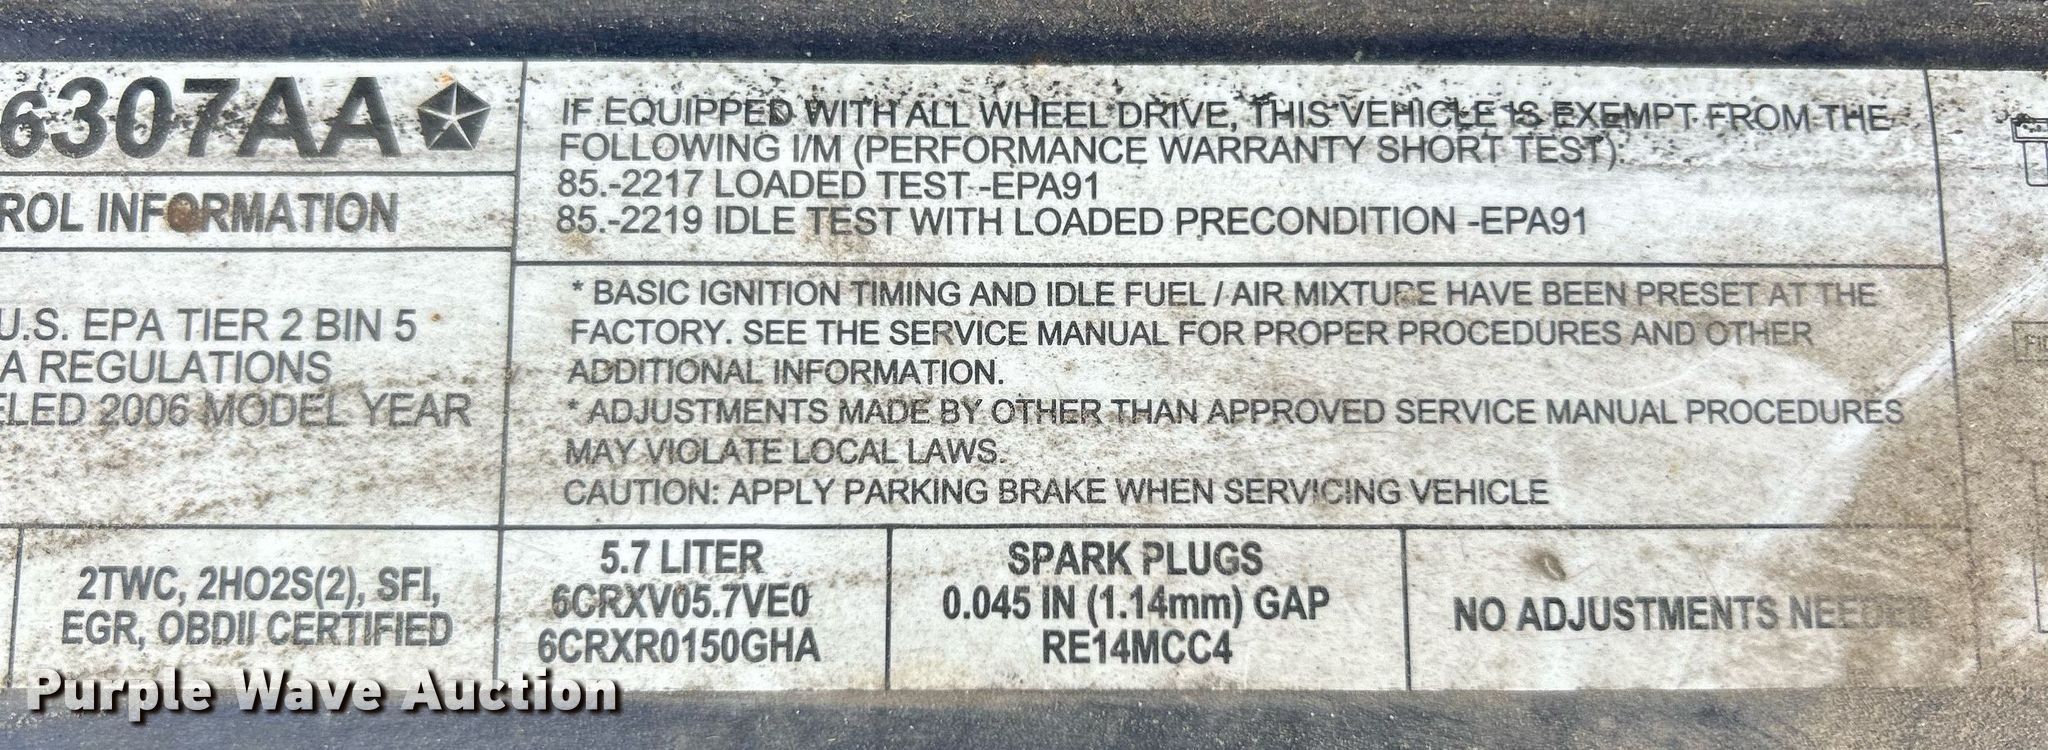 6307AA
ROL INFORMATION
U.S. EPA TIER 2 BIN 5
A REGULATIONS
ELED 2006 MODEL YEAR
2TWC, 2HO2S(2), SFI,
EGR, OBDII CERTIFIED
IF EQUIPPED WITH ALL WHEEL DRIVE, THIS VEHICLE IS EXEMPT FROM THE
FOLLOWING I/M (PERFORMANCE WARRANTY SHORT TEST):
85.-2217 LOADED TEST -EPA91
85.-2219 IDLE TEST WITH LOADED PRECONDITION -EPA91
* BASIC IGNITION TIMING AND IDLE FUEL / AIR MIXTURE HAVE BEEN PRESET AT THE
FACTORY. SEE THE SERVICE MANUAL FOR PROPER PROCEDURES AND OTHER
ADDITIONAL INFORMATION.
* ADJUSTMENTS MADE BY OTHER THAN APPROVED SERVICE MANUAL PROCEDURES
MAY VIOLATE LOCAL LAWS.
CAUTION: APPLY PARKING BRAKE WHEN SERVICING VEHICLE
5.7 LITER
6CRXV05.7VE0
6CRXR0150GHA
SPARK PLUGS
0.045 IN (1.14mm) GAP
RE14MCC4
NO ADJUSTMENTS NEEDED
Purple Wave Auction